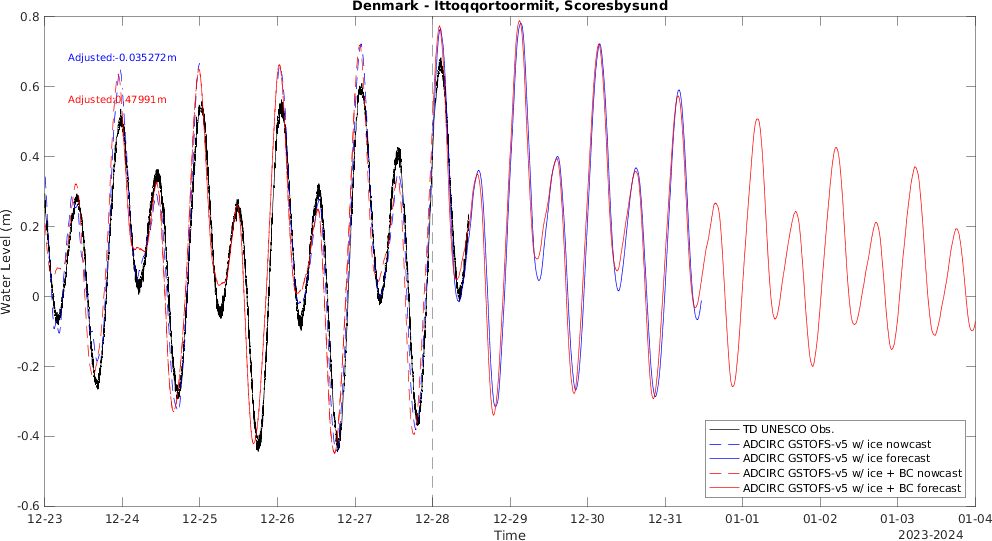 Denmark - Ittoqqortoormiit, Scoresbysund
Adjusted:-0.035272m
Adjusted:0.47991m
Water Level (m)
0.8
0.6
0.4
0.2
0
-0.2
-0.4
-0.6
12-23 12-24 12-25 12-26 12-27 12-28 12-29 12-30 12-31 01-01 01-02 01-03 01-04
Time
2023-2024
TD UNESCO Obs.
ADCIRC GSTOFS-v5 w/ ice nowcast
ADCIRC GSTOFS-v5 w/ ice forecast
ADCIRC GSTOFS-v5 w/ ice + BC nowcast
ADCIRC GSTOFS-v5 w/ ice + BC forecast